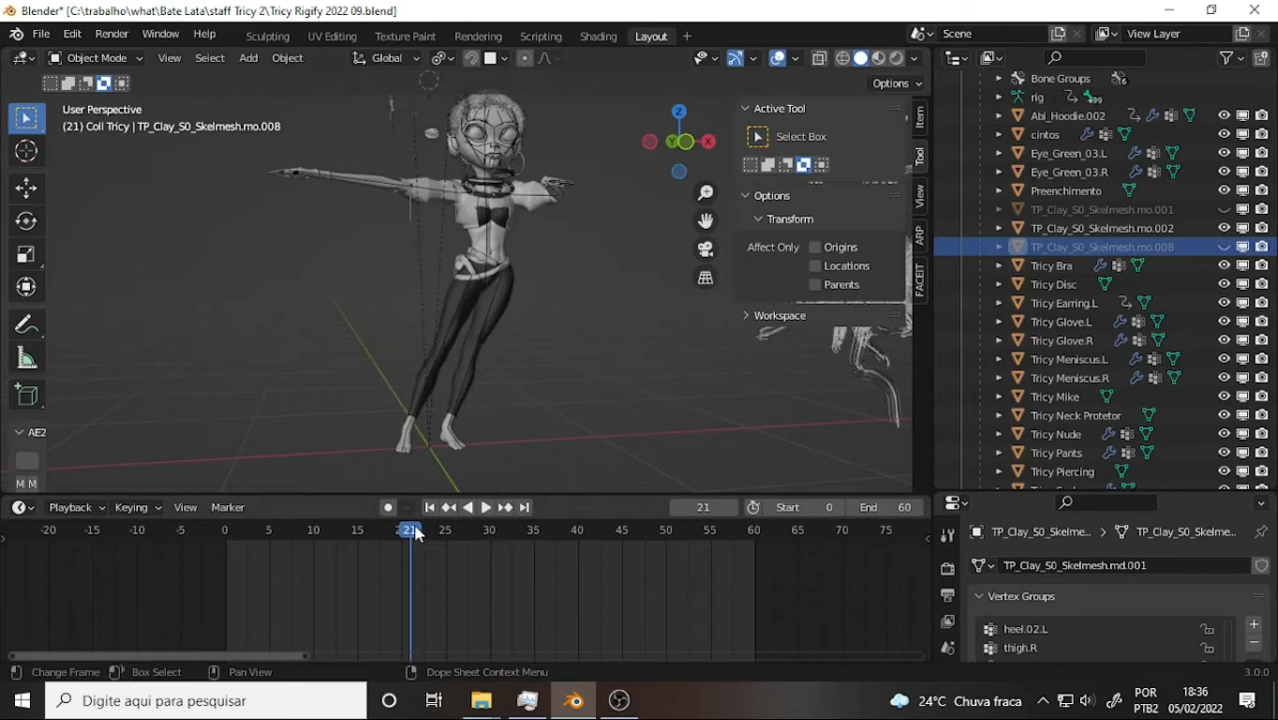 Blender* [C:\trabalho\what\Bate Lata\staff Tricy 2\Tricy Rigify 2022 09.blend]
File Edit Render Window Help Sculpting UV Editing Texture Paint Rendering Scripting Shading Layout Scene View Layer
Object Mode View Select Add Object Global
Options
User Perspective
(21) Coll Tricy | TP_Clay_S0_Skelmesh.mo.008
Z
Y
X
Active Tool
Select Box
Options
Transform
Affect Only Origins
Locations
Parents
Workspace
Item
Tool
View
ARP
FACEIT
AE2
M M
Bone Groups 6
rig 99
Abi_Hoodie.002
cintos
Eye_Green_03.L
Eye_Green_03.R
Preenchimento
TP_Clay_S0_Skelmesh.mo.001
TP_Clay_S0_Skelmesh.mo.002
TP_Clay_S0_Skelmesh.mo.008
Tricy Bra
Tricy Disc
Tricy Earring.L
Tricy Glove.L
Tricy Glove.R
Tricy Meniscus.L
Tricy Meniscus.R
Tricy Mike
Tricy Neck Protetor
Tricy Nude
Tricy Pants
Tricy Piercing
Playback Keying View Marker 21 Start 0 End 60
-20 -15 -10 -5 0 5 10 15 21 25 30 35 40 45 50 55 60 65 70 75
TP_Clay_S0_Skelme... TP_Clay_S0_Skelme...
TP_Clay_S0_Skelmesh.md.001
Vertex Groups
heel.02.L
thigh.R
Change Frame Box Select Pan View Dope Sheet Context Menu 3.0.0
Digite aqui para pesquisar 24°C Chuva fraca POR PTB2 18:36 05/02/2022